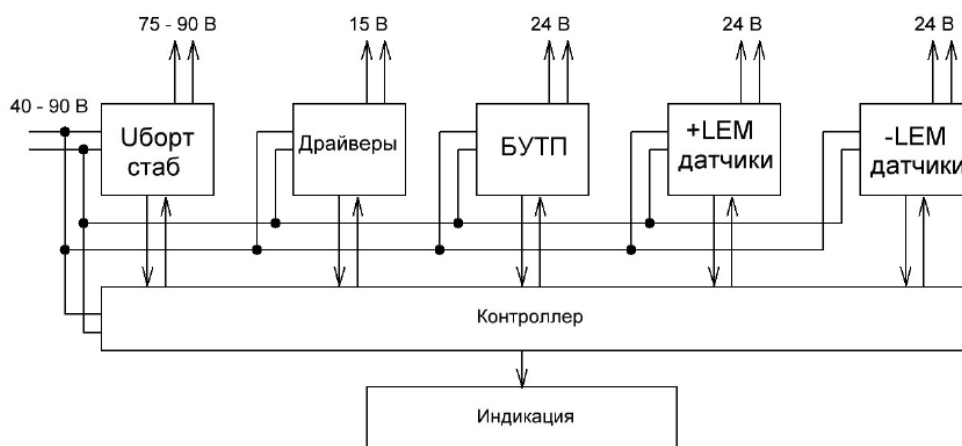 75 - 90 В
15 В
24 В
24 В
24 В
40 - 90 В
Uборт
стаб
Драйверы
БУТП
+LEM
датчики
-LEM
датчики
Контроллер
Индикация